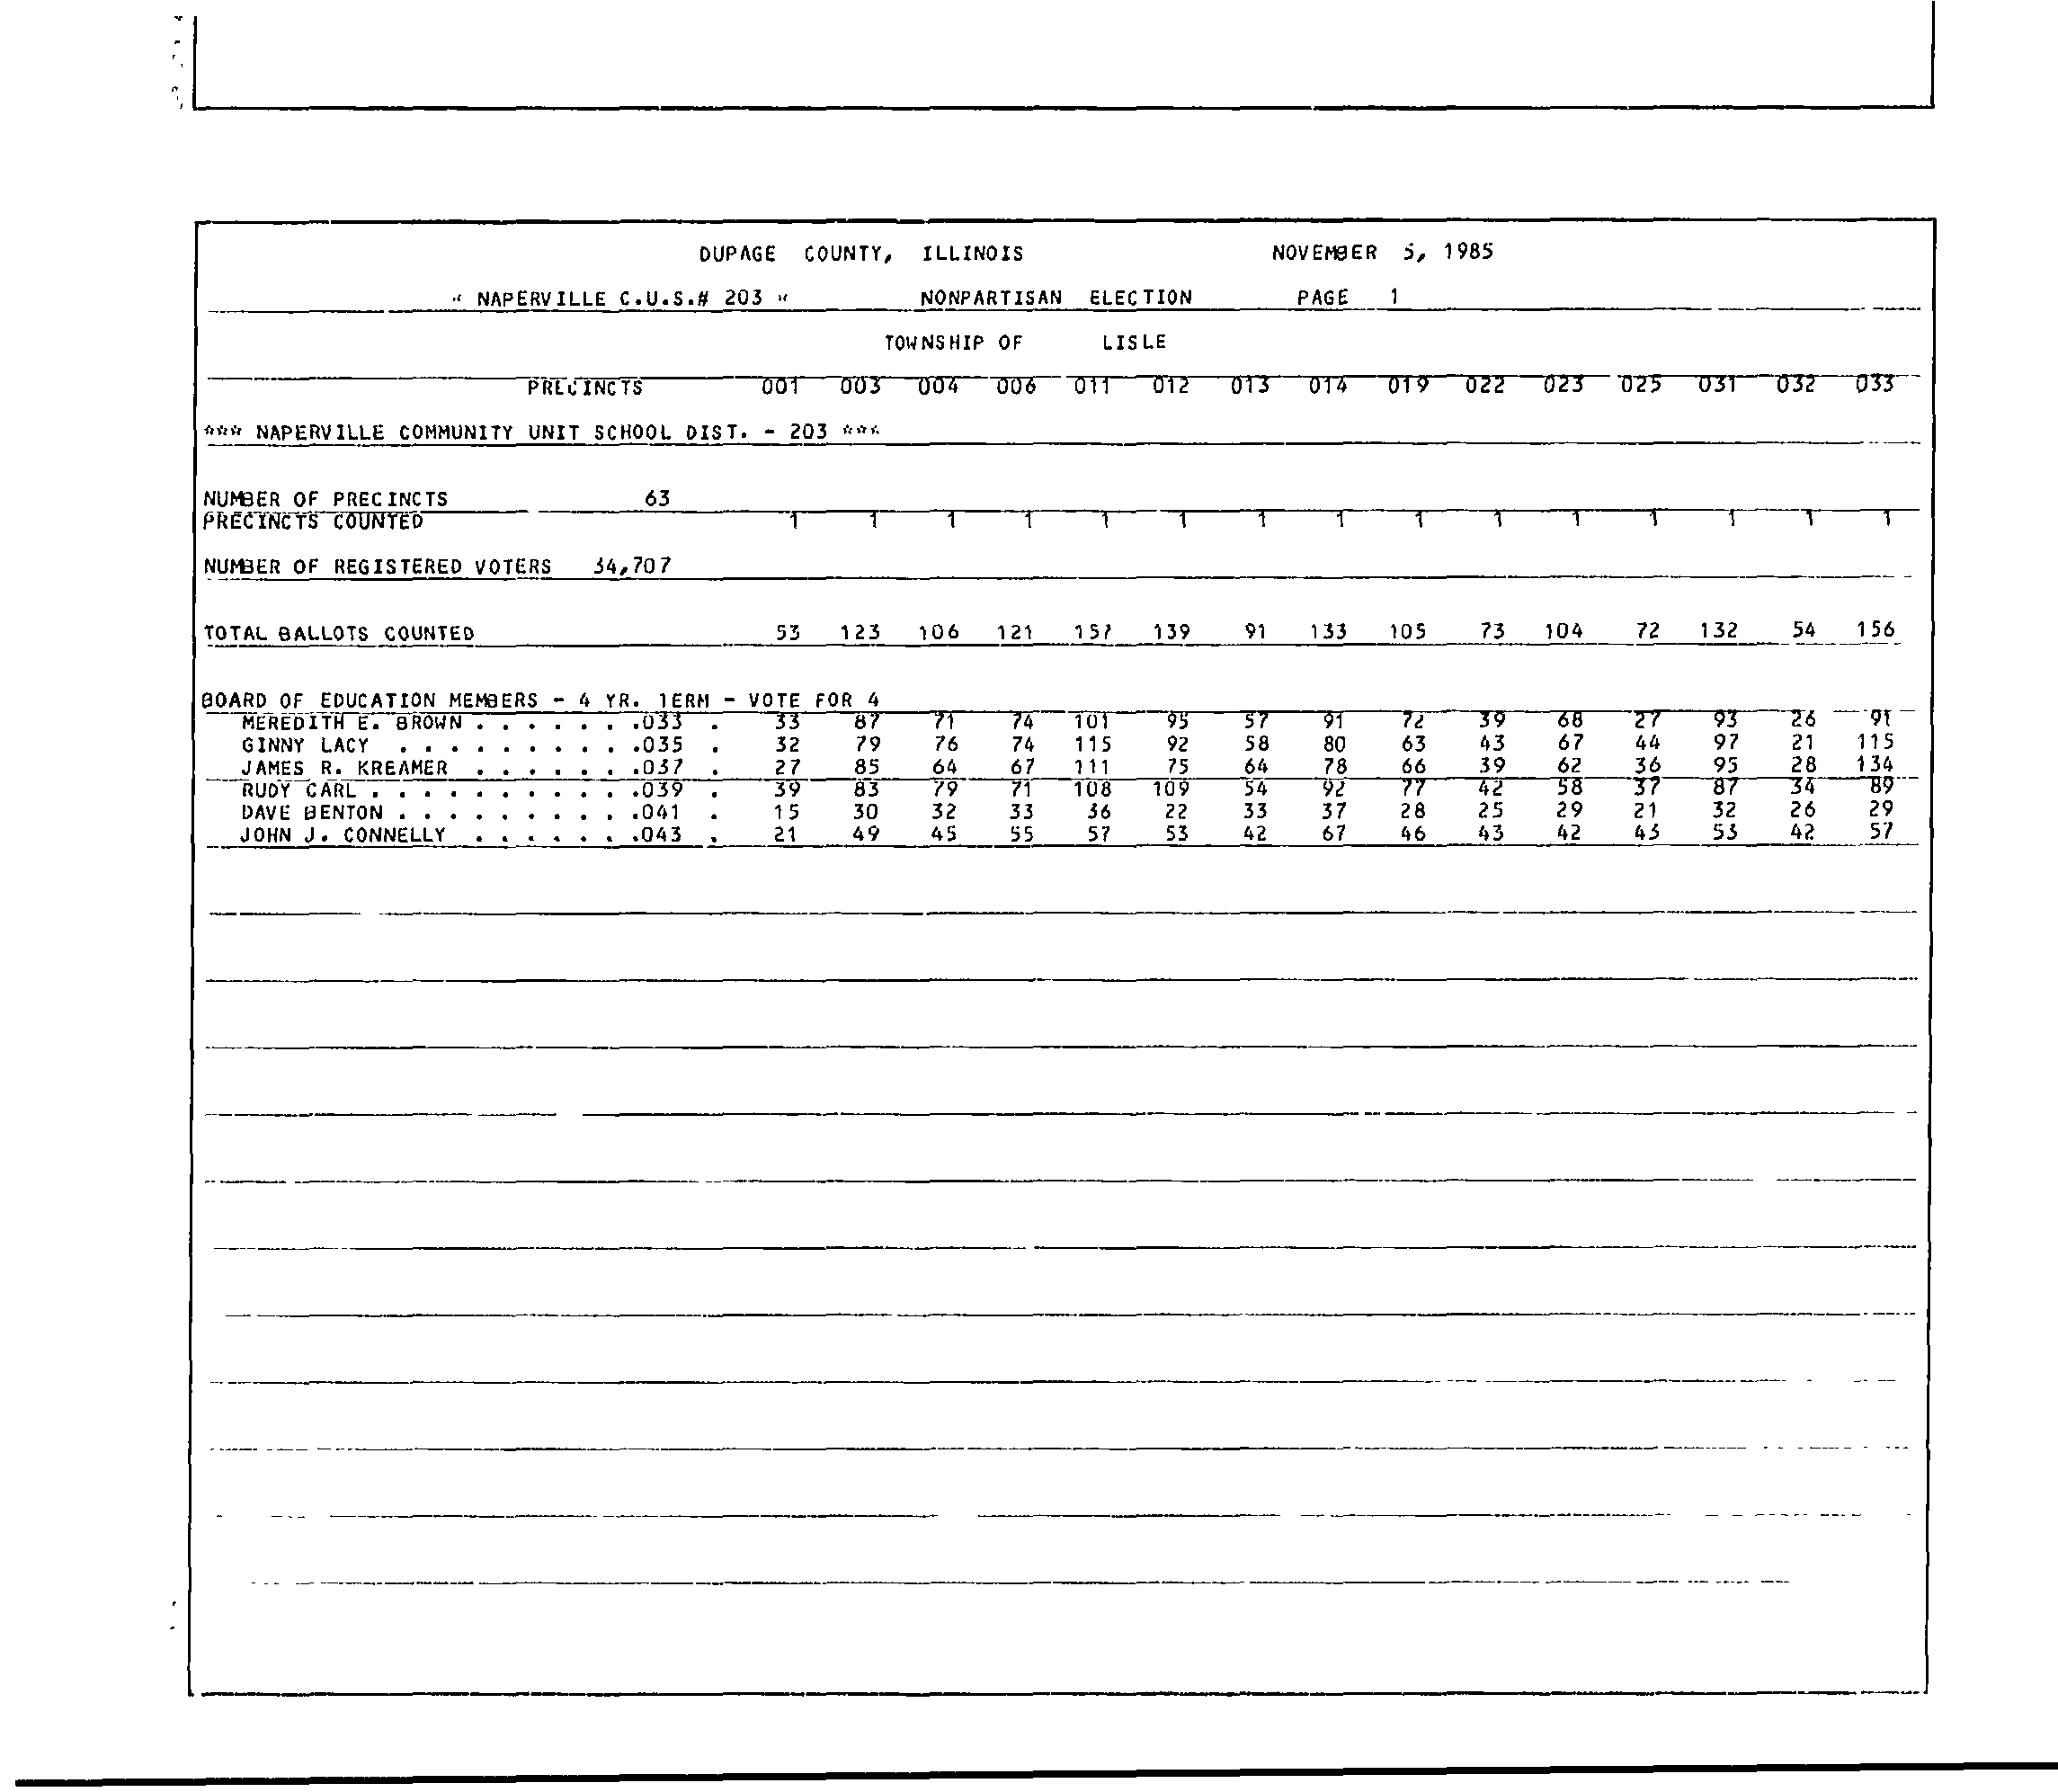 DUPAGE COUNTY, ILLINOIS NOVEMBER 5, 1985
" NAPERVILLE C.U.S.# 203 " NONPARTISAN ELECTION PAGE 1
TOWNSHIP OF LISLE
PRECINCTS 001 003 004 006 011 012 013 014 019 022 023 025 031 032 033
*** NAPERVILLE COMMUNITY UNIT SCHOOL DIST. - 203 ***
NUMBER OF PRECINCTS 63
PRECINCTS COUNTED 1 1 1 1 1 1 1 1 1 1 1 1 1 1 1
NUMBER OF REGISTERED VOTERS 34,707
TOTAL BALLOTS COUNTED 53 123 106 121 157 139 91 133 105 73 104 72 132 54 156
BOARD OF EDUCATION MEMBERS - 4 YR. TERM - VOTE FOR 4
MEREDITH E. BROWN . . . . . . .033 . 33 87 71 74 101 95 57 91 72 39 68 27 93 26 91
GINNY LACY . . . . . . . . . .035 . 32 79 76 74 115 92 58 80 63 43 67 44 97 21 115
JAMES R. KREAMER . . . . . . .037 . 27 85 64 67 111 75 64 78 66 39 62 36 95 28 134
RUDY CARL . . . . . . . . . . .039 . 39 83 79 71 108 109 54 92 77 42 58 37 87 34 89
DAVE BENTON . . . . . . . . . .041 . 15 30 32 33 36 22 33 37 28 25 29 21 32 26 29
JOHN J. CONNELLY . . . . . . .043 . 21 49 45 55 57 53 42 67 46 43 42 43 53 42 57